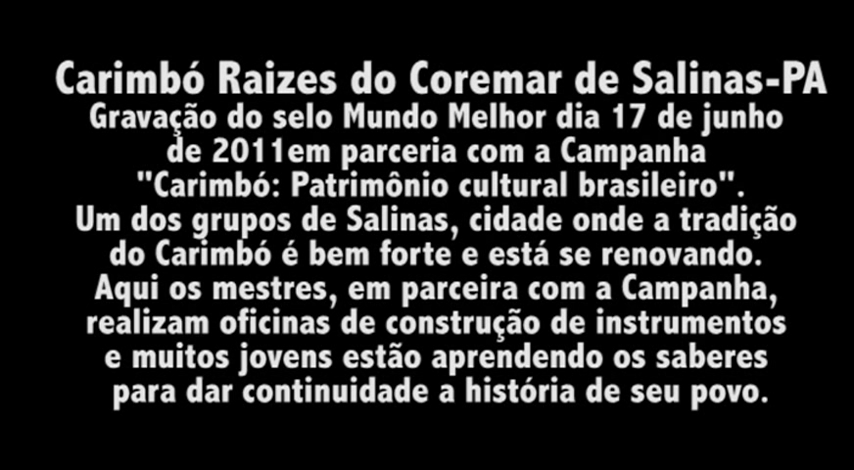 Carimbó Raizes do Coremar de Salinas-PA
Gravação do selo Mundo Melhor dia 17 de junho
de 2011em parceria com a Campanha
"Carimbó: Patrimônio cultural brasileiro".
Um dos grupos de Salinas, cidade onde a tradição
do Carimbó é bem forte e está se renovando.
Aqui os mestres, em parceira com a Campanha,
realizam oficinas de construção de instrumentos
e muitos jovens estão aprendendo os saberes
para dar continuidade a história de seu povo.